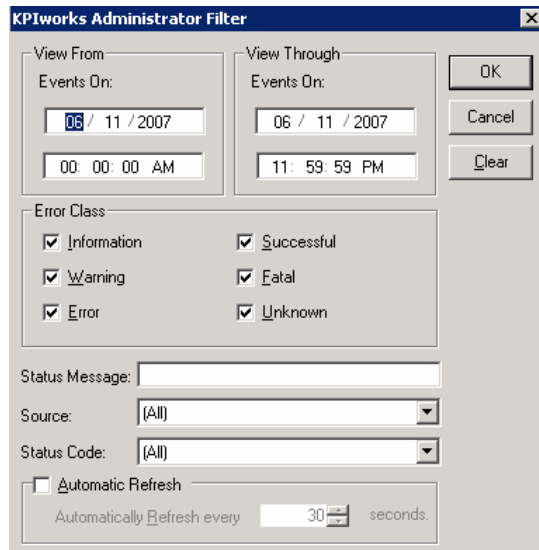 KPIworks Administrator Filter
View From
Events On:
06 / 11 / 2007
00: 00: 00 AM
View Through
Events On:
06 / 11 / 2007
11: 59: 59 PM
OK
Cancel
Clear
Error Class
Information
Successful
Warning
Fatal
Error
Unknown
Status Message:
Source: (All)
Status Code: (All)
Automatic Refresh
Automatically Refresh every 30 seconds.